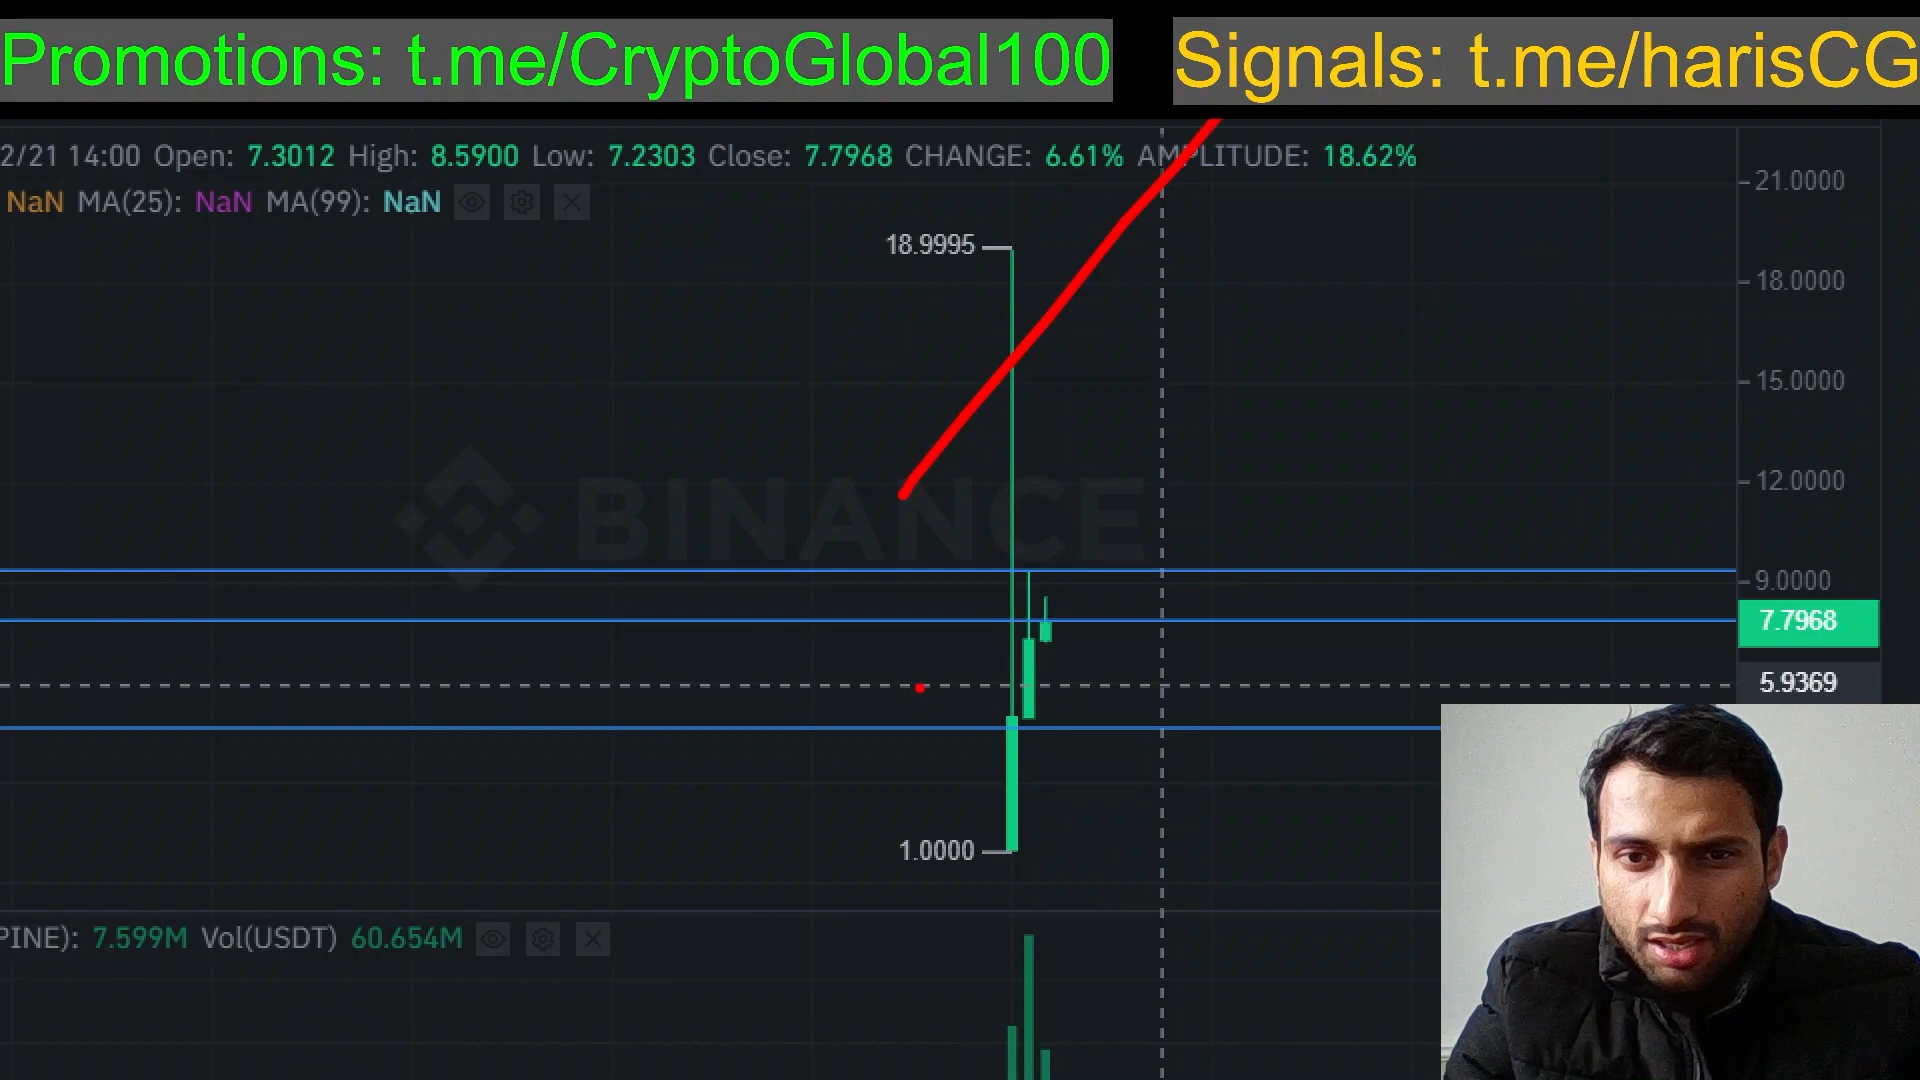 Promotions: t.me/CryptoGlobal100 Signals: t.me/harisCG
2/21 14:00 Open: 7.3012 High: 8.5900 Low: 7.2303 Close: 7.7968 CHANGE: 6.61% AMPLITUDE: 18.62%
NaN MA(25): NaN MA(99): NaN
21.0000
18.9995
18.0000
15.0000
12.0000
BINANCE
9.0000
7.7968
5.9369
1.0000
PINE): 7.599M Vol(USDT) 60.654M